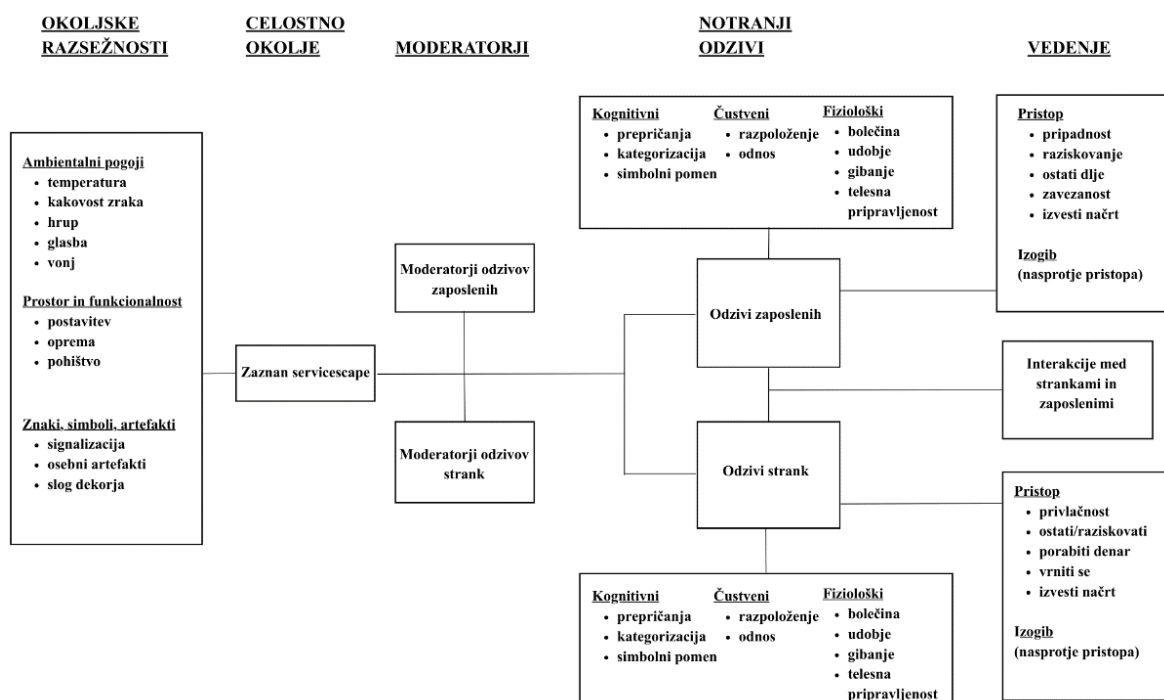 OKOLJSKE
RAZSEŽNOSTI
CELOSTNO
OKOLJE
MODERATORJI
NOTRANJI
ODZIVI
VEDENJE
Ambientalni pogoji
• temperatura
• kakovost zraka
• hrup
• glasba
• vonj
Prostor in funkcionalnost
• postavitev
• oprema
• pohištvo
Znaki, simboli, artefakti
• signalizacija
• osebni artefakti
• slog dekorja
Zaznan servicescape
Moderatorji odzivov
zaposlenih
Moderatorji odzivov
strank
Kognitivni
• prepričanja
• kategorizacija
• simbolni pomen
Čustveni
• razpoloženje
• odnos
Fiziološki
• bolečina
• udobje
• gibanje
• telesna
pripravljenost
Odzivi zaposlenih
Odzivi strank
Kognitivni
• prepričanja
• kategorizacija
• simbolni pomen
Čustveni
• razpoloženje
• odnos
Fiziološki
• bolečina
• udobje
• gibanje
• telesna
pripravljenost
Pristop
• pripadnost
• raziskovanje
• ostati dlje
• zavezanost
• izvesti načrt
Izogib
(nasprotje pristopa)
Interakcije med
strankami in
zaposlenimi
Pristop
• privlačnost
• ostati/raziskovati
• porabiti denar
• vrniti se
• izvesti načrt
Izogib
(nasprotje pristopa)